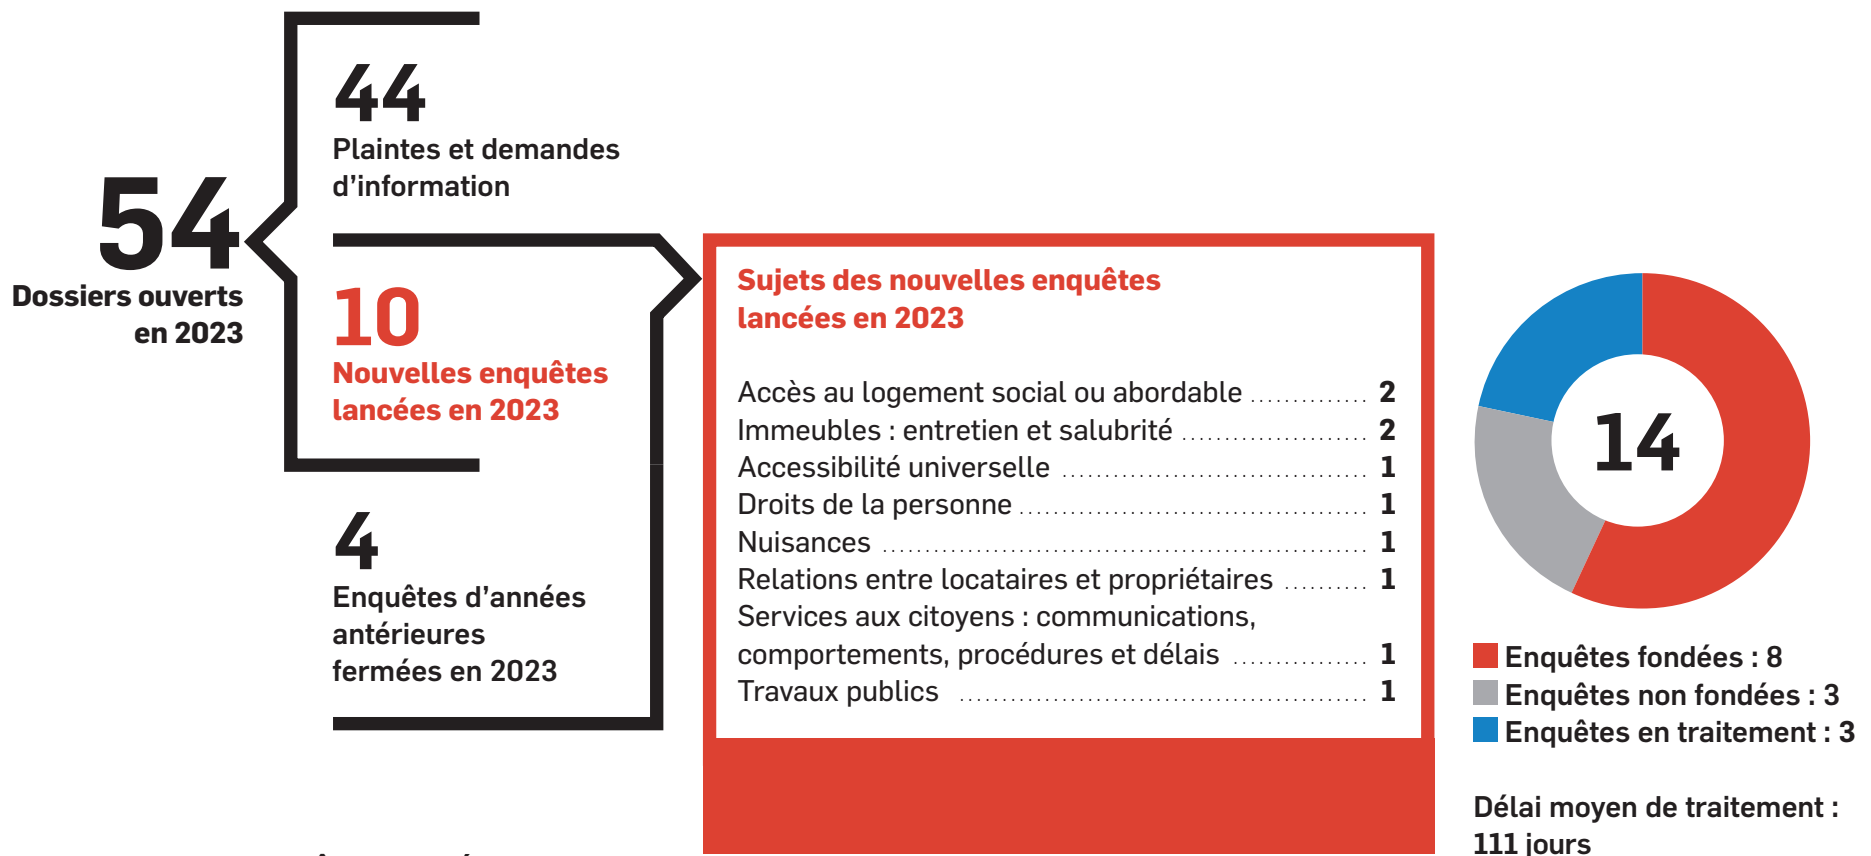 54
Dossiers ouverts
en 2023
44
Plaintes et demandes
d’information
10
Nouvelles enquêtes
lancées en 2023
4
Enquêtes d’années
antérieures
fermées en 2023
Sujets des nouvelles enquêtes
lancées en 2023
Accès au logement social ou abordable .............. 2
Immeubles : entretien et salubrité ...................... 2
Accessibilité universelle .................................... 1
Droits de la personne ......................................... 1
Nuisances ......................................................... 1
Relations entre locataires et propriétaires .......... 1
Services aux citoyens : communications,
comportements, procédures et délais ................ 1
Travaux publics ................................................ 1
14
Enquêtes fondées : 8
Enquêtes non fondées : 3
Enquêtes en traitement : 3
Délai moyen de traitement :
111 jours